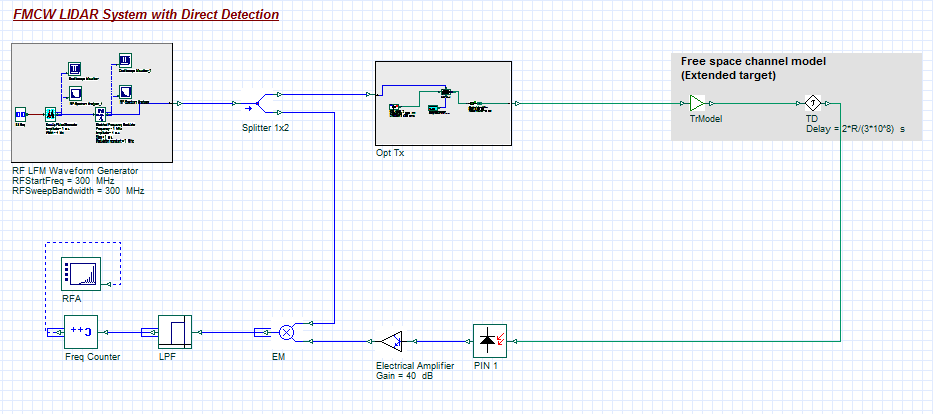 FMCW LIDAR System with Direct Detection
Free space channel model
(Extended target)
Splitter 1x2
TrModel
TD
Delay = 2*R/(3*10^8) s
Opt Tx
RF LFM Waveform Generator
RFStartFreq = 300 MHz
RFSweepBandwidth = 300 MHz
RFA
C++
Freq Counter
LPF
EM
Electrical Amplifier
Gain = 40 dB
PIN 1